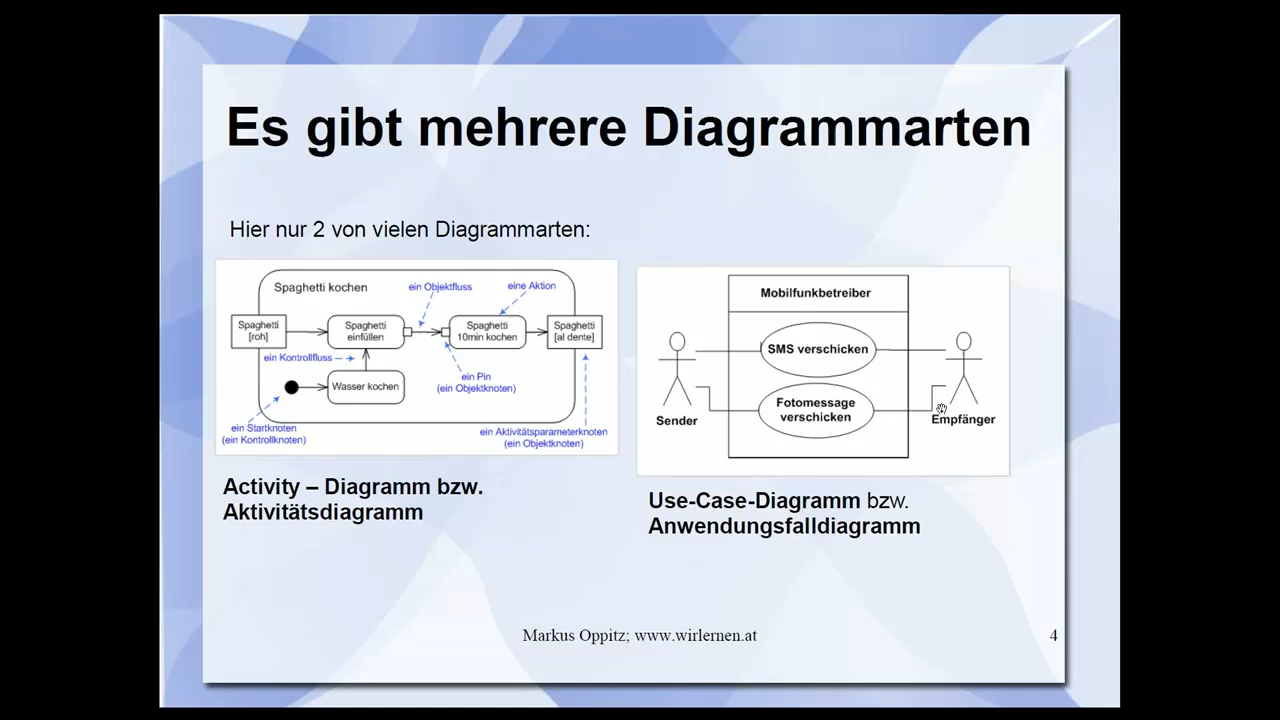 Es gibt mehrere Diagrammarten
Hier nur 2 von vielen Diagrammarten:
Spaghetti kochen
ein Objektfluss
eine Aktion
Spaghetti
[roh]
Spaghetti
einfüllen
Spaghetti
10min kochen
Spaghetti
[al dente]
ein Kontrollfluss
ein Pin
(ein Objektknoten)
Wasser kochen
ein Startknoten
(ein Kontrollknoten)
ein Aktivitätsparameterknoten
(ein Objektknoten)
Activity – Diagramm bzw.
Aktivitätsdiagramm
Mobilfunkbetreiber
SMS verschicken
Fotomessage
verschicken
Sender
Empfänger
Use-Case-Diagramm bzw.
Anwendungsfalldiagramm
Markus Oppitz; www.wirlernen.at
4